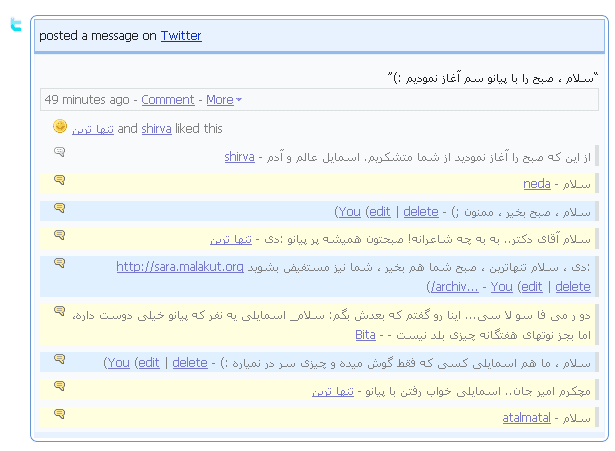 posted a message on Twitter
"سلام ، صبح را با پیانو سم آغاز نمودیم :)"
49 minutes ago - Comment - More
تنها ترین and shirva liked this
از این که صبح را آغاز نمودید از شما متشکریم. اسمایل عالم و آدم - shirva
سلام - neda
سلام ، صبح بخیر ، ممنون ;) - You (edit | delete)
سلام آقای دکتر.. به به چه شاعرانه! صبحتون همیشه پر پیانو :دی - تنها ترین
:دی ، سلام تنهاترین ، صبح شما هم بخیر ، شما نیز مستفیض بشوید http://sara.malakut.org
/archiv... - You (edit | delete)
دو ر می فا سو لا سی... اینا رو گفتم که بعدش بگم: سلام_ اسمایلی یه نفر که پیانو خیلی دوست داره،
اما بجز نوتهای هفتگانه چیزی بلد نیست - - Bita
سلام ، ما هم اسمایلی کسی که فقط گوش میده و چیزی سر در نمیاره :) - You (edit | delete)
مچکرم امیر جان.. اسمایلی خواب رفتن با پیانو - تنها ترین
سلام - atalmatal